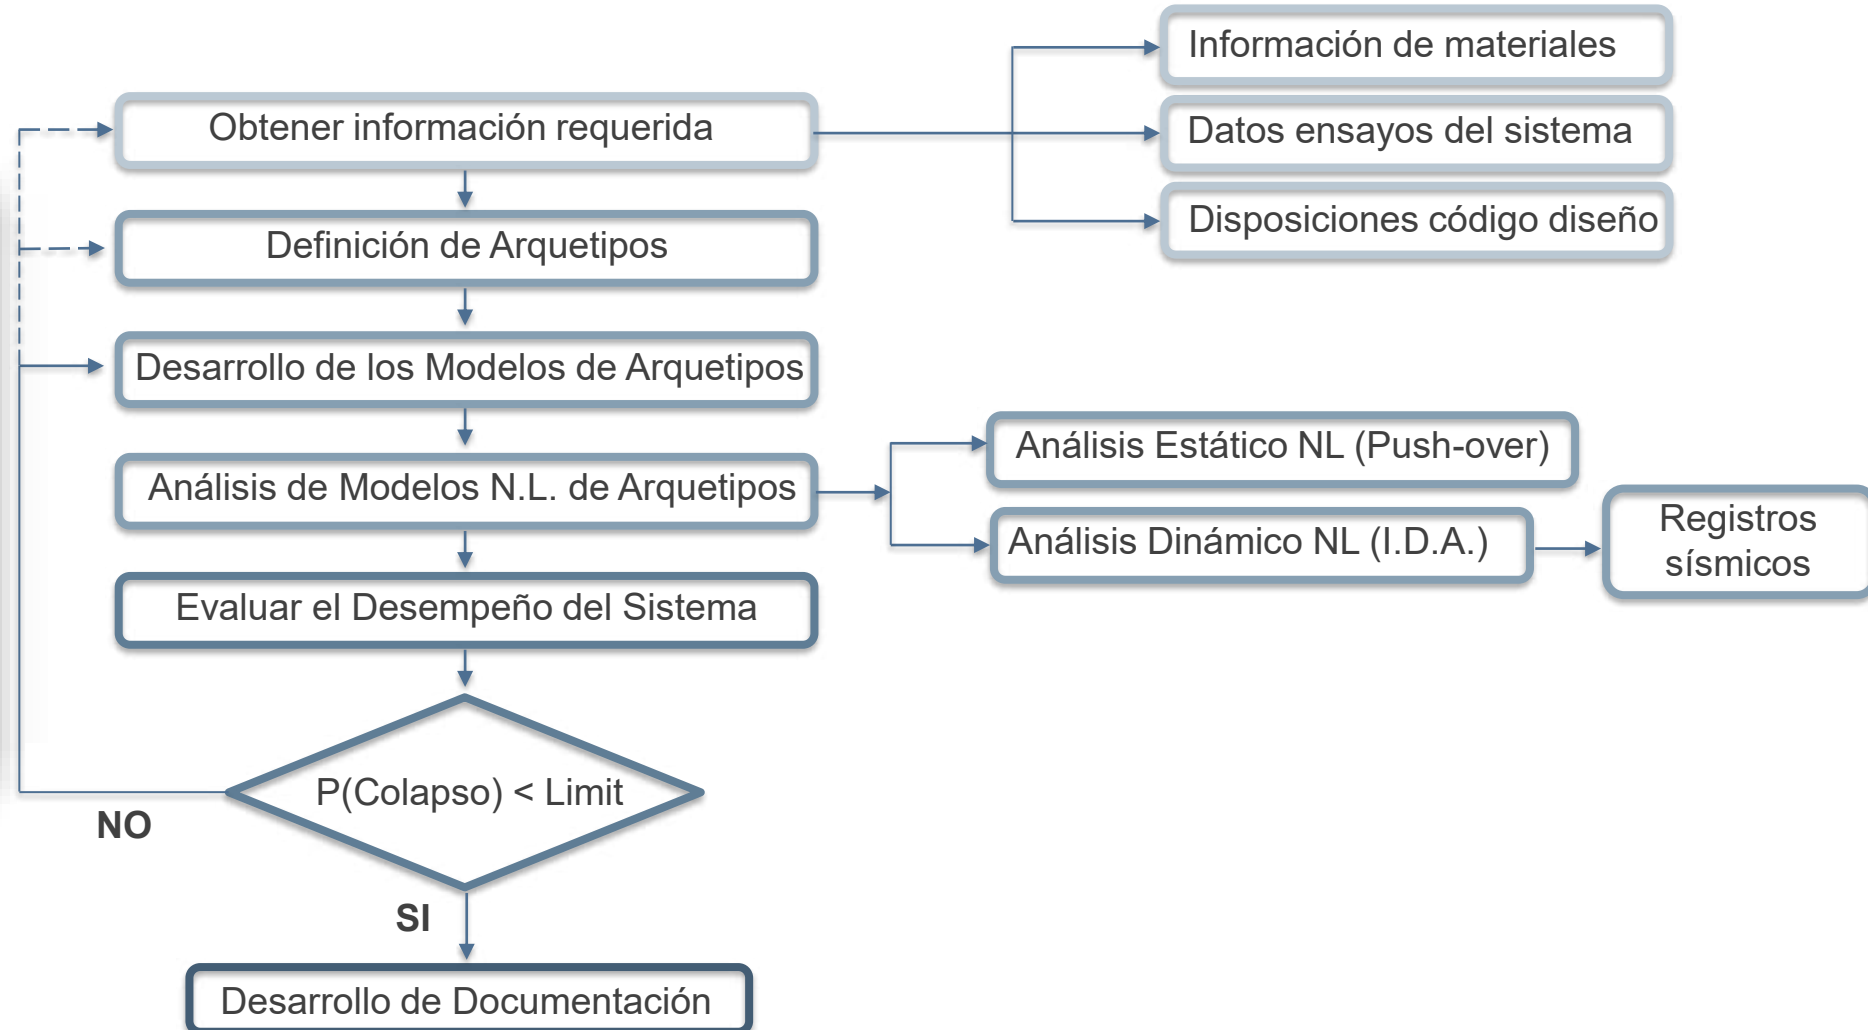 Información de materiales
Obtener información requerida
Datos ensayos del sistema
Disposiciones código diseño
Definición de Arquetipos
Desarrollo de los Modelos de Arquetipos
Análisis de Modelos N.L. de Arquetipos
Análisis Estático NL (Push-over)
Análisis Dinámico NL (I.D.A.)
Registros
sísmicos
Evaluar el Desempeño del Sistema
P(Colapso) < Limit
NO
SI
Desarrollo de Documentación